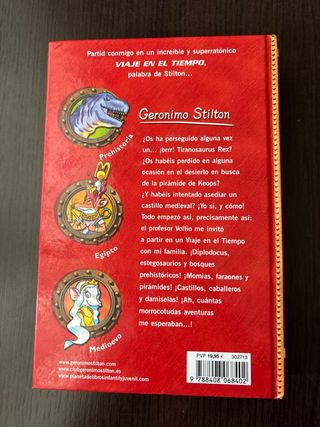 Partid conmigo en un increíble y superratónico
VIAJE EN EL TIEMPO,
palabra de Stilton...
Prehistoria
Geronimo Stilton
¿Os ha perseguido alguna vez
un... ¡brrr! Tiranosaurus Rex?
¿Os habéis perdido en alguna
ocasión en el desierto en busca
de la pirámide de Keops?
¿Y habéis intentado asediar un
castillo medieval? ¡Yo sí, y cómo!
Todo empezó así, precisamente así:
el profesor Voltio me invitó
a partir en un Viaje en el Tiempo
con mi familia. ¡Diplodocus,
estegosaurios y bosques
prehistóricos! ¡Momias, faraones y
pirámides! ¡Castillos, caballeros
y damiselas! ¡Ah, cuántas
morrocotudas aventuras
me esperaban...!
Egipto
Medioevo
www.geronimostilton.com
www.clubgeronimostilton.es
www.planetadelibrosinfantilyjuvenil.com
PVP 19,95 € 302713
9 788408 068402